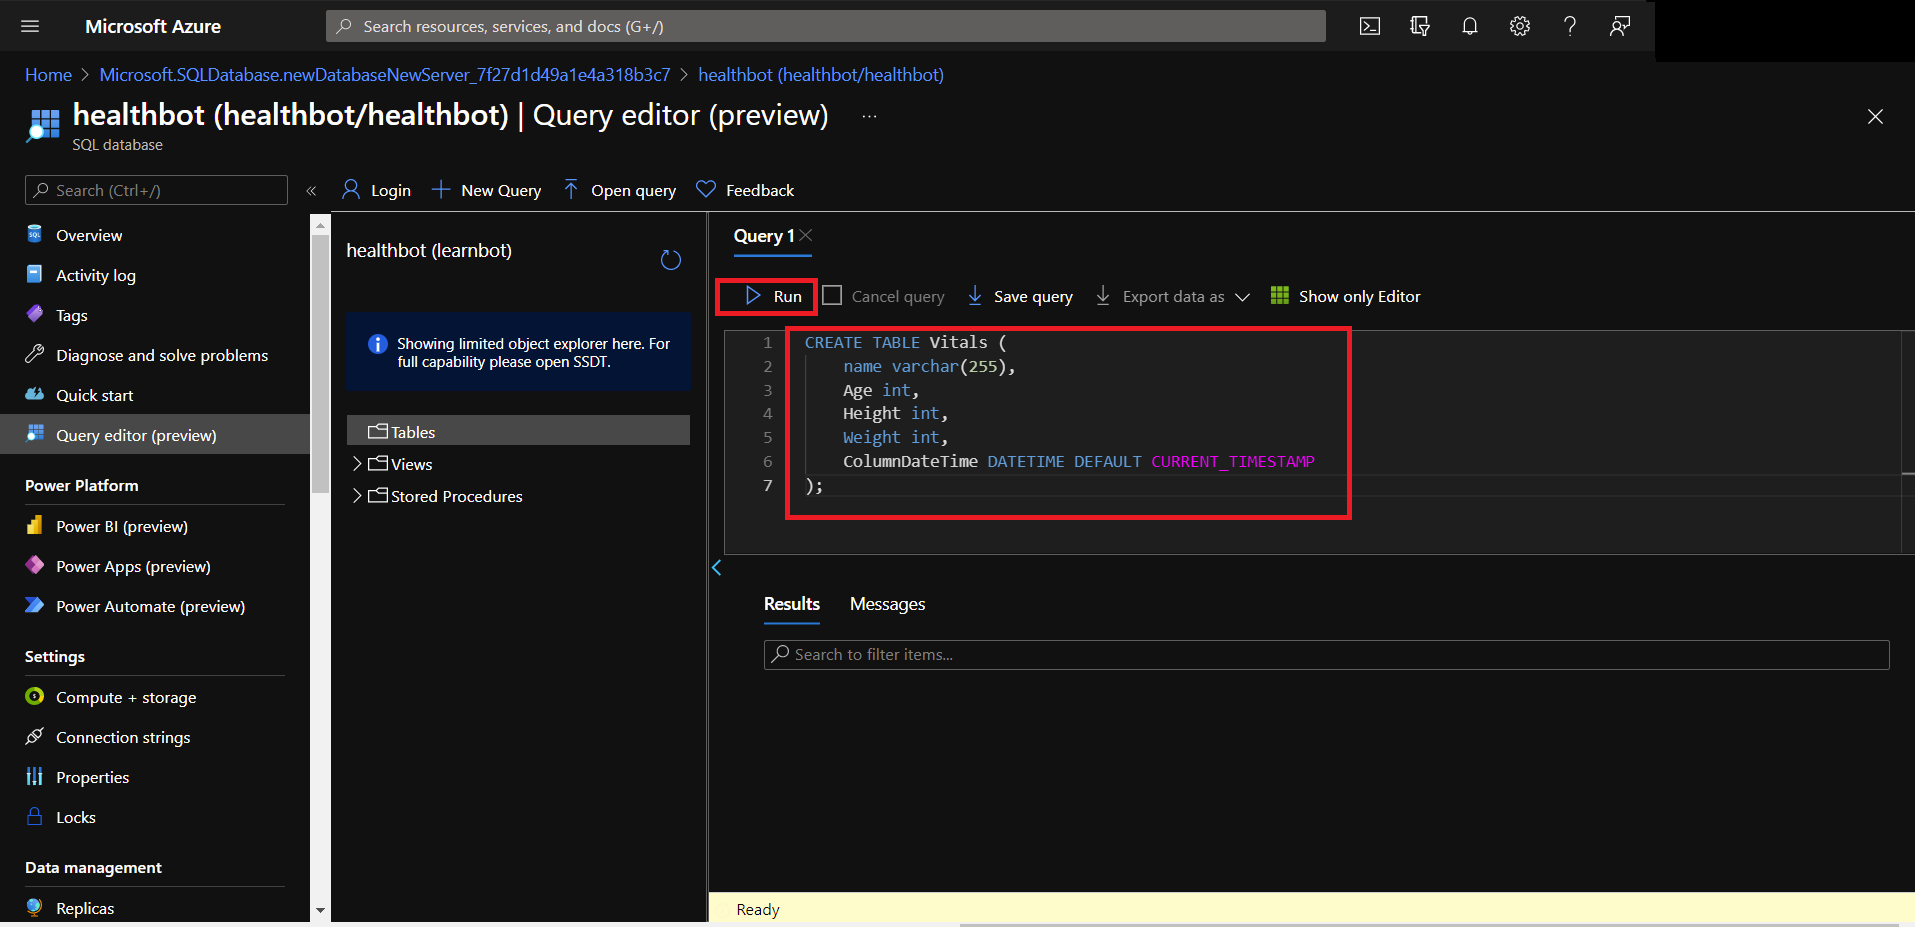 Microsoft Azure
Search resources, services, and docs (G+/)
Home > Microsoft.SQLDatabase.newDatabaseNewServer_7f27d1d49a1e4a318b3c7 > healthbot (healthbot/healthbot)
healthbot (healthbot/healthbot) | Query editor (preview) ...
SQL database
Search (Ctrl+/)
«
Login
New Query
Open query
Feedback
Overview
Activity log
Tags
Diagnose and solve problems
Quick start
Query editor (preview)
Power Platform
Power BI (preview)
Power Apps (preview)
Power Automate (preview)
Settings
Compute + storage
Connection strings
Properties
Locks
Data management
Replicas
healthbot (learnbot)
Showing limited object explorer here. For
full capability please open SSDT.
Tables
Views
Stored Procedures
Query 1
Run
Cancel query
Save query
Export data as
Show only Editor
1 CREATE TABLE Vitals (
2 name varchar(255),
3 Age int,
4 Height int,
5 Weight int,
6 ColumnDateTime DATETIME DEFAULT CURRENT_TIMESTAMP
7 );
Results
Messages
Search to filter items...
Ready